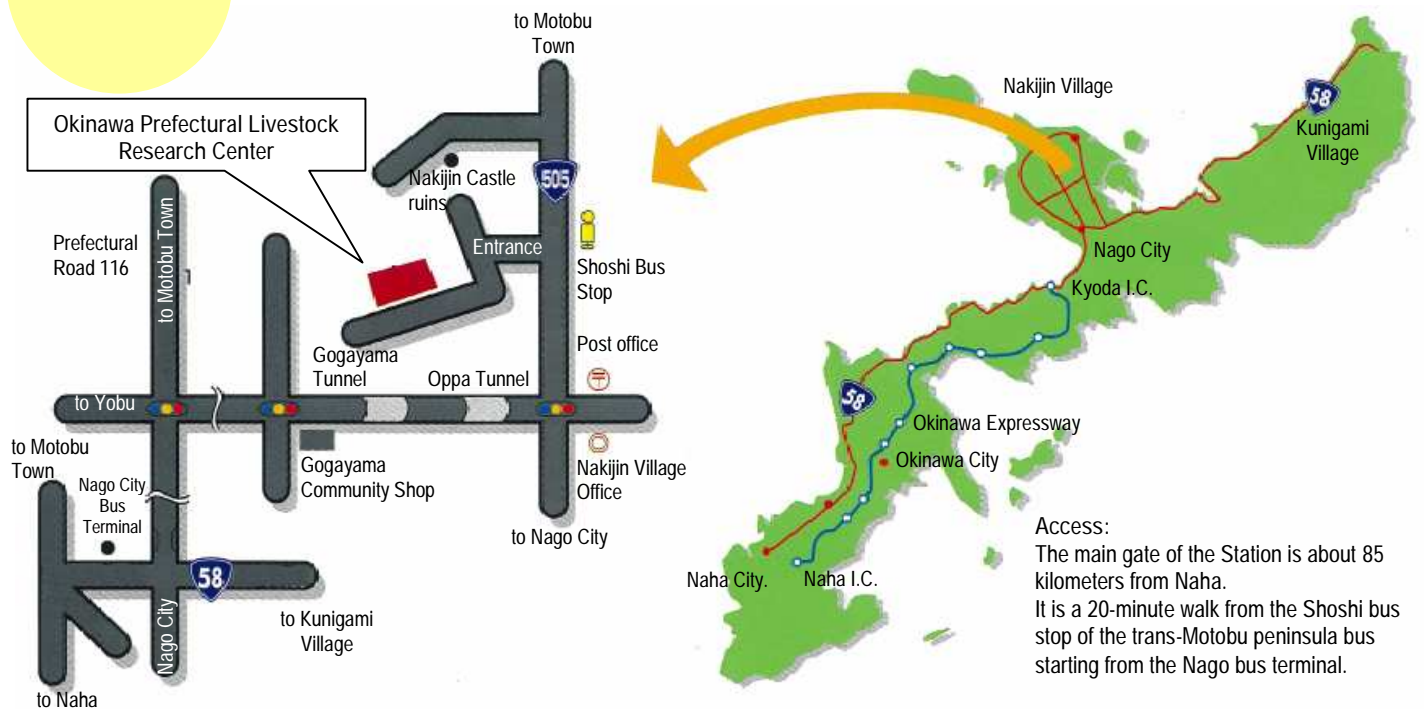 to Motobu
Town
Okinawa Prefectural Livestock
Research Center
Nakijin Castle
ruins
505
Prefectural
Road 116
to Motobu Town
Entrance
Shoshi Bus
Stop
Post office
〒
Gogayama
Tunnel
Oppa Tunnel
to Yobu
to Motobu
Town
Nago City
Bus
Terminal
Gogayama
Community Shop
Nakijin Village
Office
to Nago City
58
Nago City
to Kunigami
Village
to Naha
Nakijin Village
58
Kunigami
Village
Nago City
Kyoda I.C.
58
Okinawa Expressway
Okinawa City
Naha City.
Naha I.C.
Access:
The main gate of the Station is about 85
kilometers from Naha.
It is a 20-minute walk from the Shoshi bus
stop of the trans-Motobu peninsula bus
starting from the Nago bus terminal.